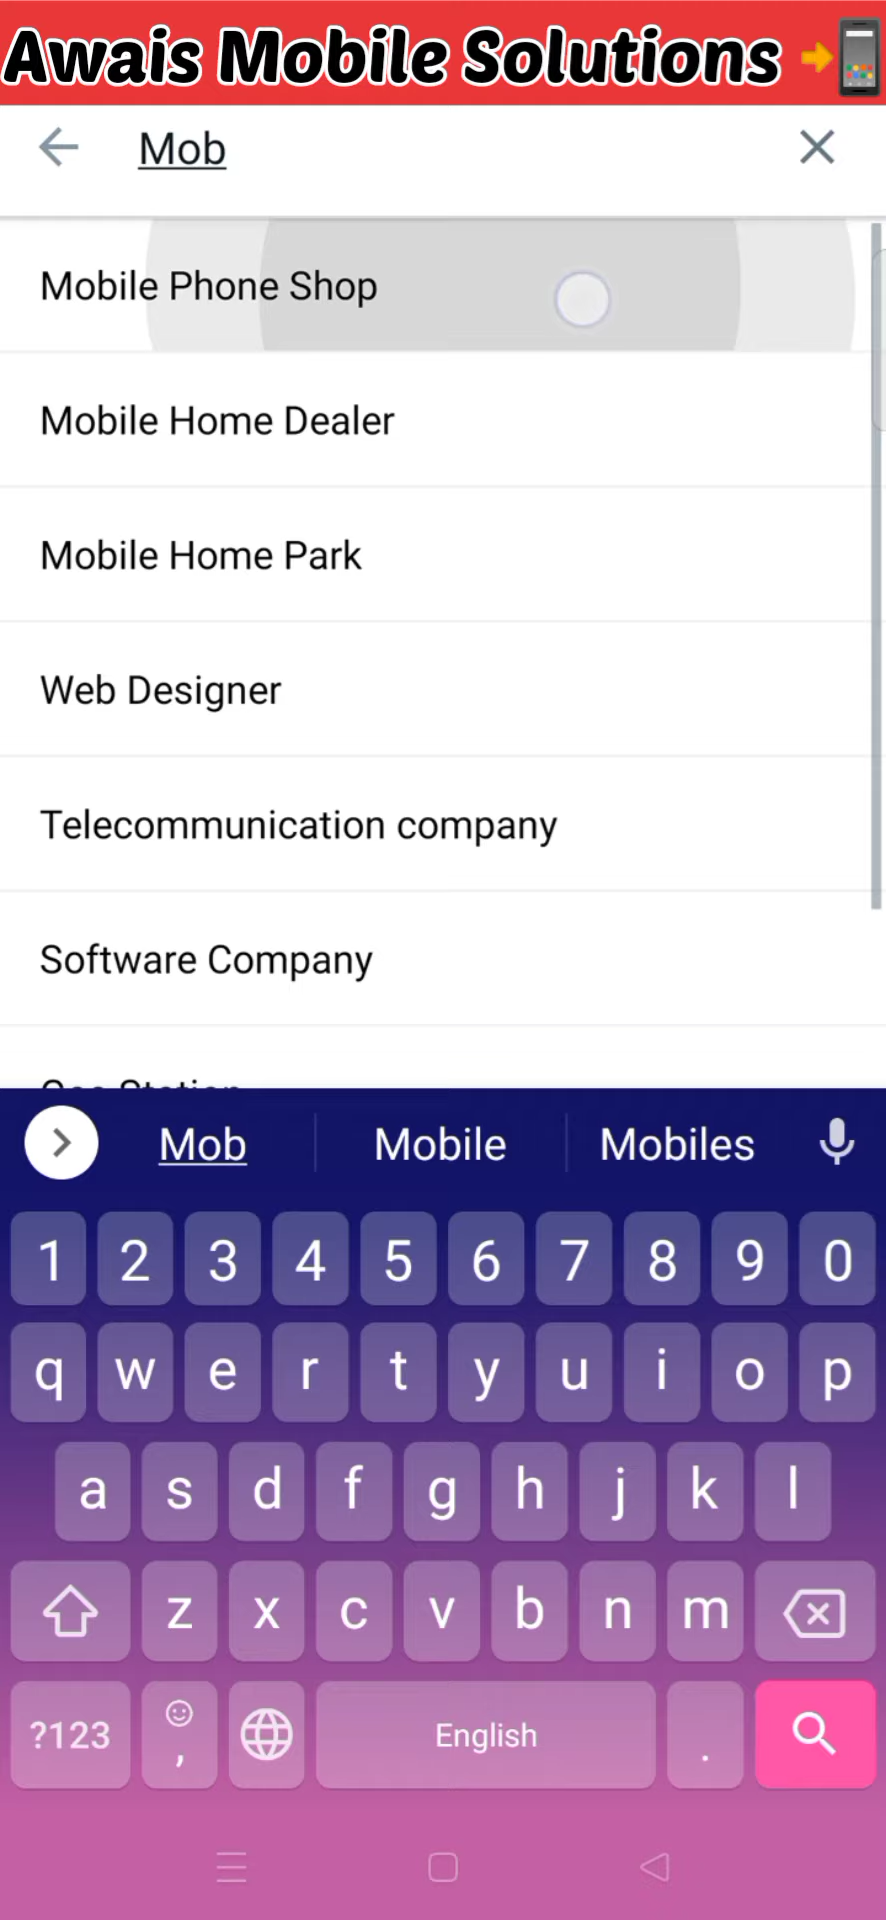 Awais Mobile Solutions
Mob
Mobile Phone Shop
Mobile Home Dealer
Mobile Home Park
Web Designer
Telecommunication company
Software Company
Mob Mobile Mobiles
1 2 3 4 5 6 7 8 9 0
q w e r t y u i o p
a s d f g h j k l
z x c v b n m
?123 , English .